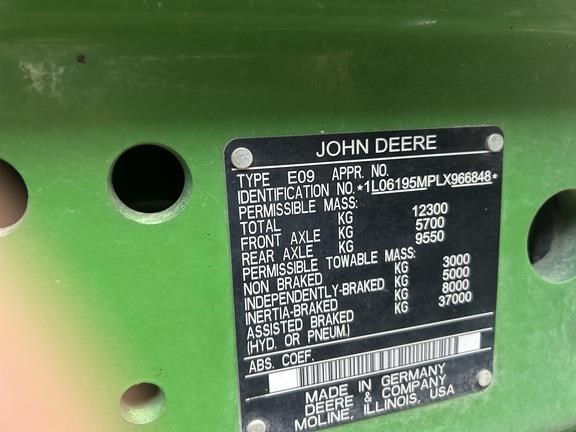 JOHN DEERE
TYPE E09 APPR. NO.
IDENTIFICATION NO.*1L06195MPLX966848*
PERMISSIBLE MASS:
TOTAL KG 12300
FRONT AXLE KG 5700
REAR AXLE KG 9550
PERMISSIBLE TOWABLE MASS:
NON BRAKED KG 3000
INDEPENDENTLY-BRAKED KG 5000
INERTIA-BRAKED KG 8000
ASSISTED BRAKED KG 37000
(HYD. OR PNEUM.)
ABS. COEF.
MADE IN GERMANY
DEERE & COMPANY
MOLINE, ILLINOIS, USA